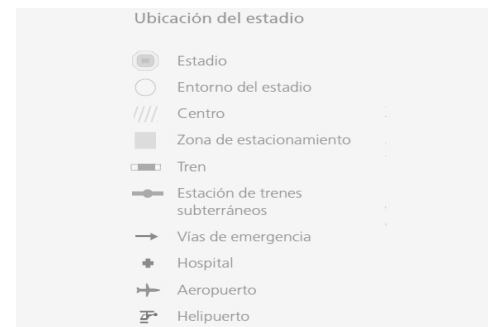 Ubicación del estadio
Estadio
Entorno del estadio
Centro
Zona de estacionamiento
Tren
Estación de trenes
subterráneos
Vías de emergencia
Hospital
Aeropuerto
Helipuerto